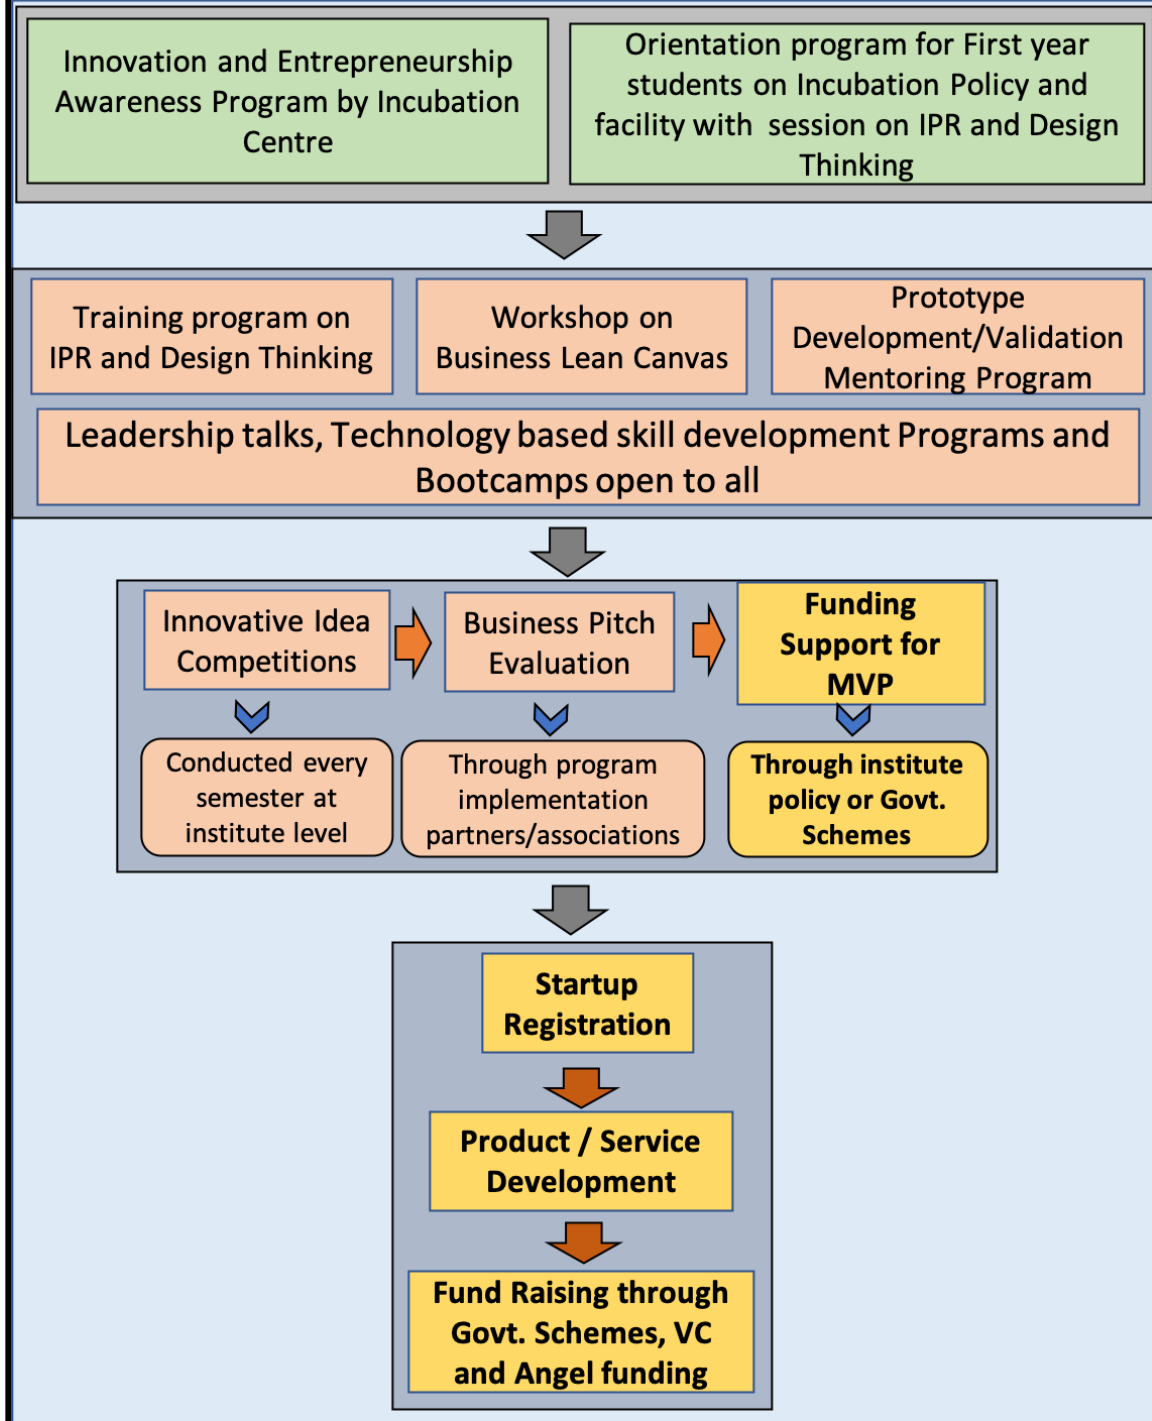 Innovation and Entrepreneurship
Awareness Program by Incubation
Centre
Orientation program for First year
students on Incubation Policy and
facility with session on IPR and Design
Thinking
Training program on
IPR and Design Thinking
Workshop on
Business Lean Canvas
Prototype
Development/Validation
Mentoring Program
Leadership talks, Technology based skill development Programs and
Bootcamps open to all
Innovative Idea
Competitions
Business Pitch
Evaluation
Funding
Support for
MVP
Conducted every
semester at
institute level
Through program
implementation
partners/associations
Through institute
policy or Govt.
Schemes
Startup
Registration
Product / Service
Development
Fund Raising through
Govt. Schemes, VC
and Angel funding